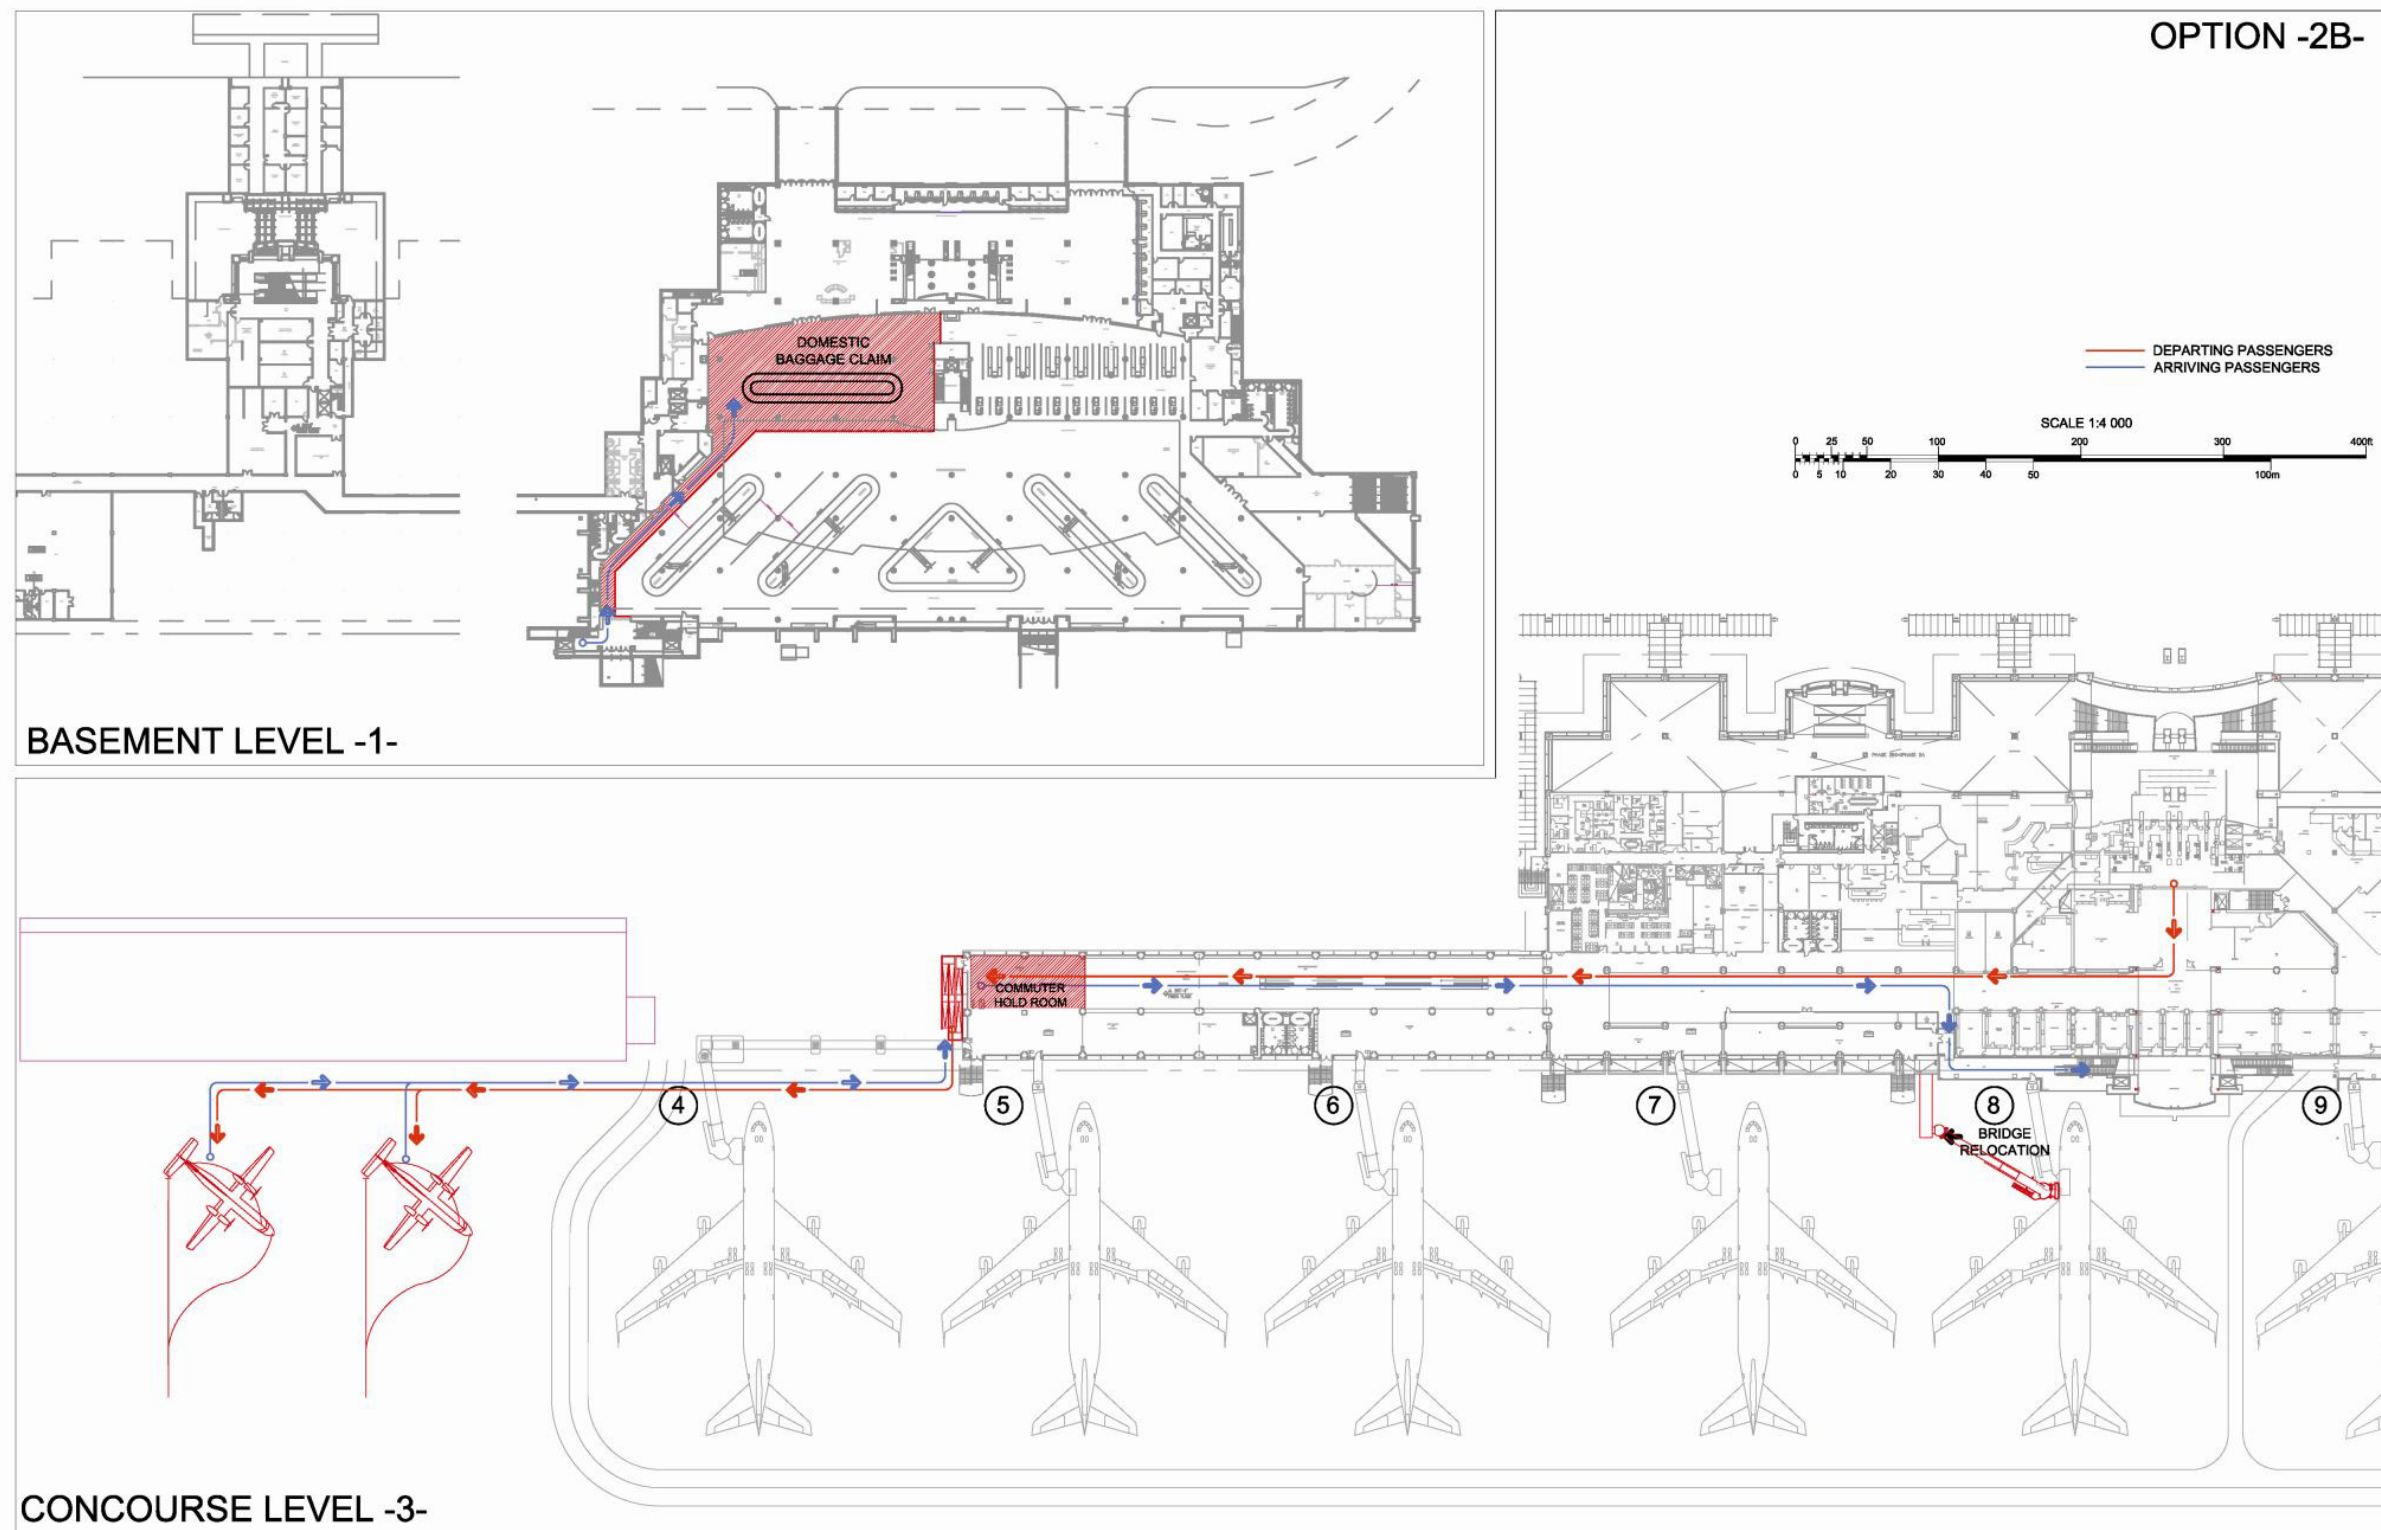 OPTION -2B-
DOMESTIC
BAGGAGE CLAIM
DEPARTING PASSENGERS
ARRIVING PASSENGERS
SCALE 1:4 000
0 25 50 100 200 300 400ft
0 5 10 20 30 40 50 100m
BASEMENT LEVEL -1-
COMMUTER
HOLD ROOM
4
5
6
7
8
9
BRIDGE
RELOCATION
CONCOURSE LEVEL -3-